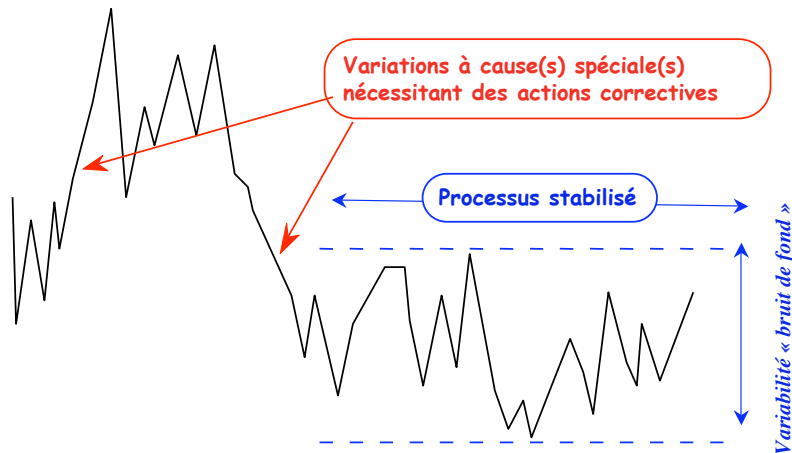 Variations à cause(s) spéciale(s)
nécessitant des actions correctives
Processus stabilisé
Variabilité « bruit de fond »